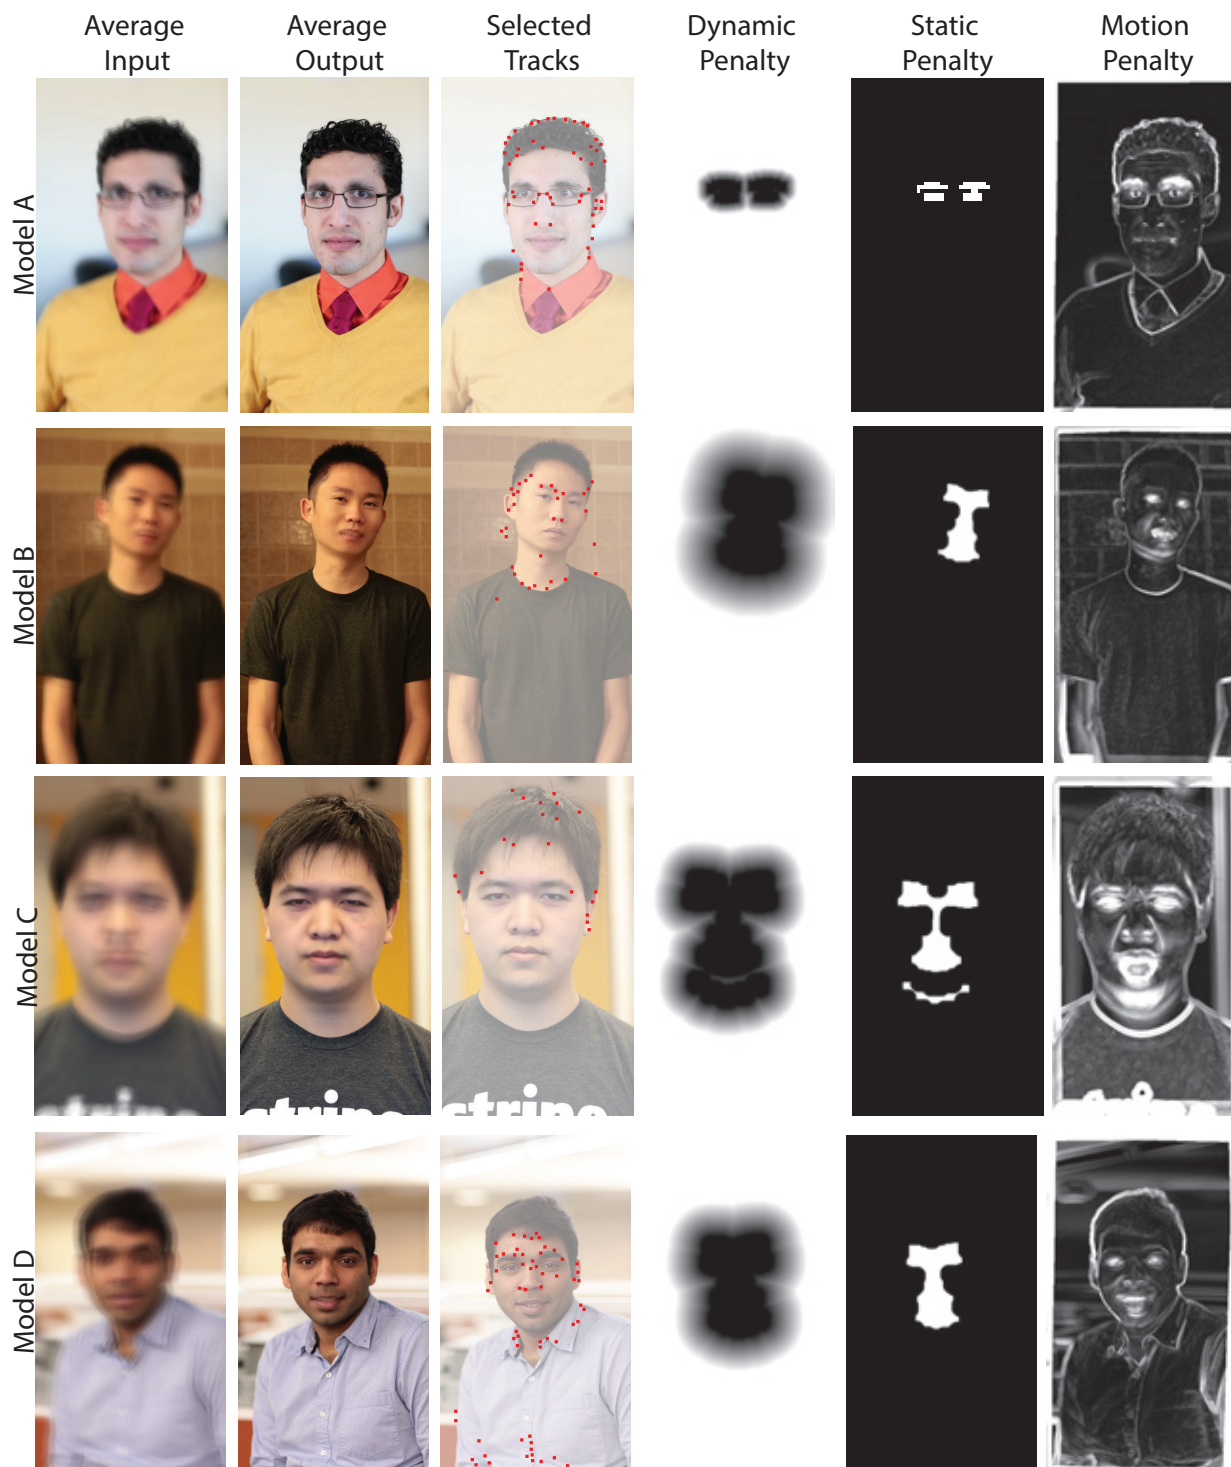 Average Input
Average Output
Selected Tracks
Dynamic Penalty
Static Penalty
Motion Penalty
Model A
Model B
Model C
Model D